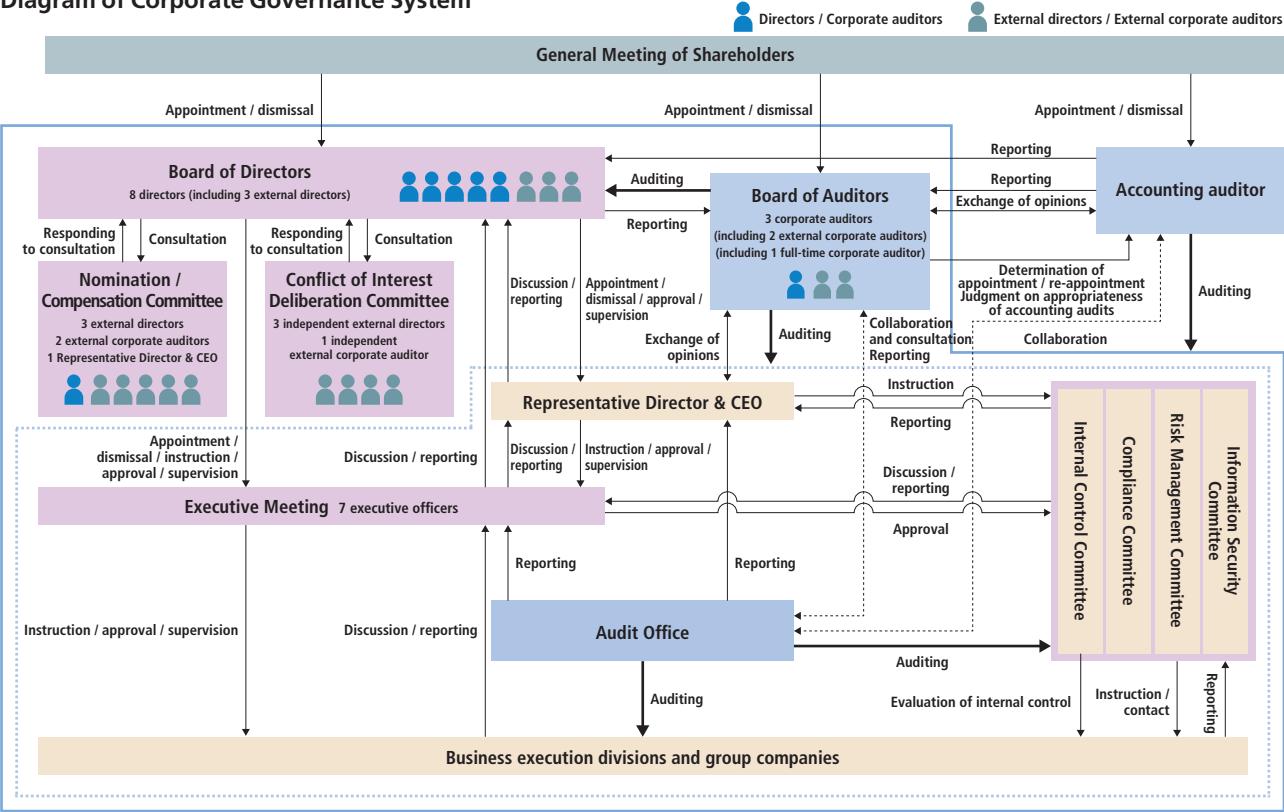 Diagram of Corporate Governance System
Directors / Corporate auditors
External directors / External corporate auditors
General Meeting of Shareholders
Appointment / dismissal
Appointment / dismissal
Appointment / dismissal
Board of Directors
8 directors (including 3 external directors)
Auditing
Reporting
Board of Auditors
3 corporate auditors
(including 2 external corporate auditors)
(including 1 full-time corporate auditor)
Reporting
Reporting
Exchange of opinions
Accounting auditor
Responding
to consultation
Consultation
Responding
to consultation
Consultation
Nomination /
Compensation Committee
3 external directors
2 external corporate auditors
1 Representative Director & CEO
Conflict of Interest
Deliberation Committee
3 independent external directors
1 independent
external corporate auditor
Discussion /
reporting
Appointment /
dismissal / approval /
supervision
Exchange of
opinions
Auditing
Collaboration
and consultation
Reporting
Determination of
appointment / re-appointment
Judgment on appropriateness
of accounting audits
Collaboration
Auditing
Representative Director & CEO
Instruction
Reporting
Appointment /
dismissal / instruction /
approval / supervision
Discussion / reporting
Discussion /
reporting
Instruction / approval /
supervision
Discussion /
reporting
Approval
Executive Meeting 7 executive officers
Internal Control Committee
Compliance Committee
Risk Management Committee
Information Security
Committee
Reporting
Reporting
Instruction / approval / supervision
Discussion / reporting
Audit Office
Auditing
Auditing
Evaluation of internal control
Instruction /
contact
Reporting
Business execution divisions and group companies